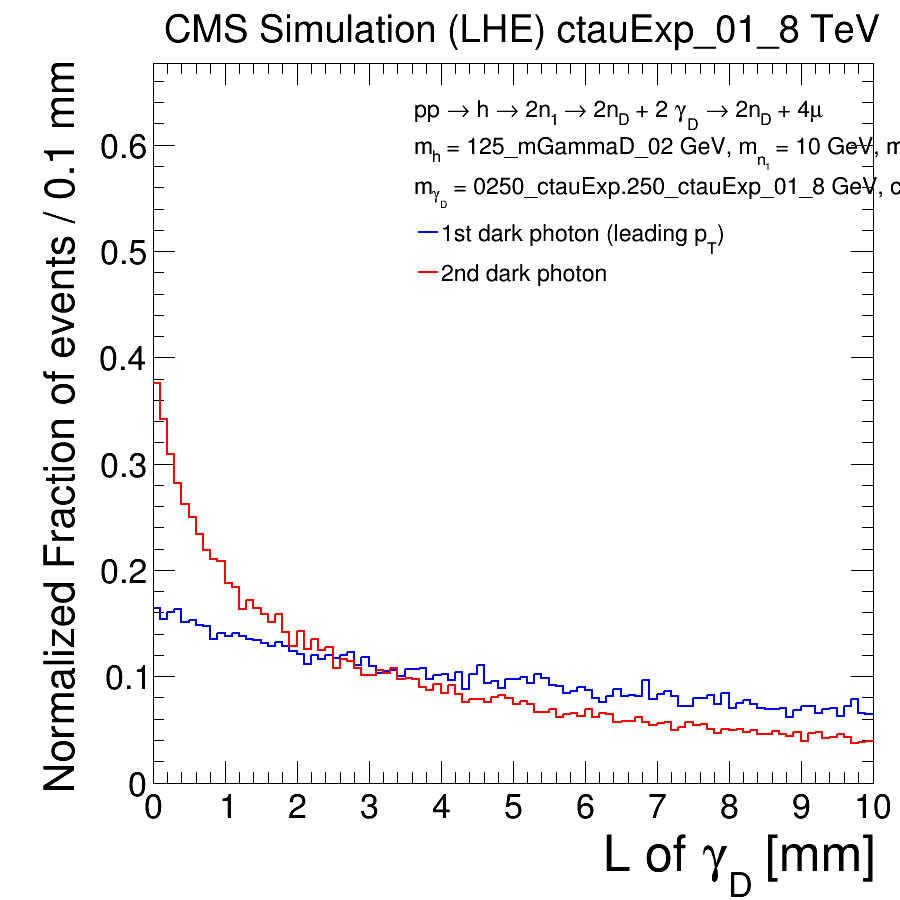 CMS Simulation (LHE) ctauExp_01_8 TeV
pp → h → 2n1 → 2nD + 2 γD → 2nD + 4μ
mh = 125_mGammaD_02 GeV, mn1 = 10 GeV, m
mγD = 0250_ctauExp.250_ctauExp_01_8 GeV, c
1st dark photon (leading pT)
2nd dark photon
Normalized Fraction of events / 0.1 mm
0.6
0.5
0.4
0.3
0.2
0.1
0
0 1 2 3 4 5 6 7 8 9 10
L of γD [mm]